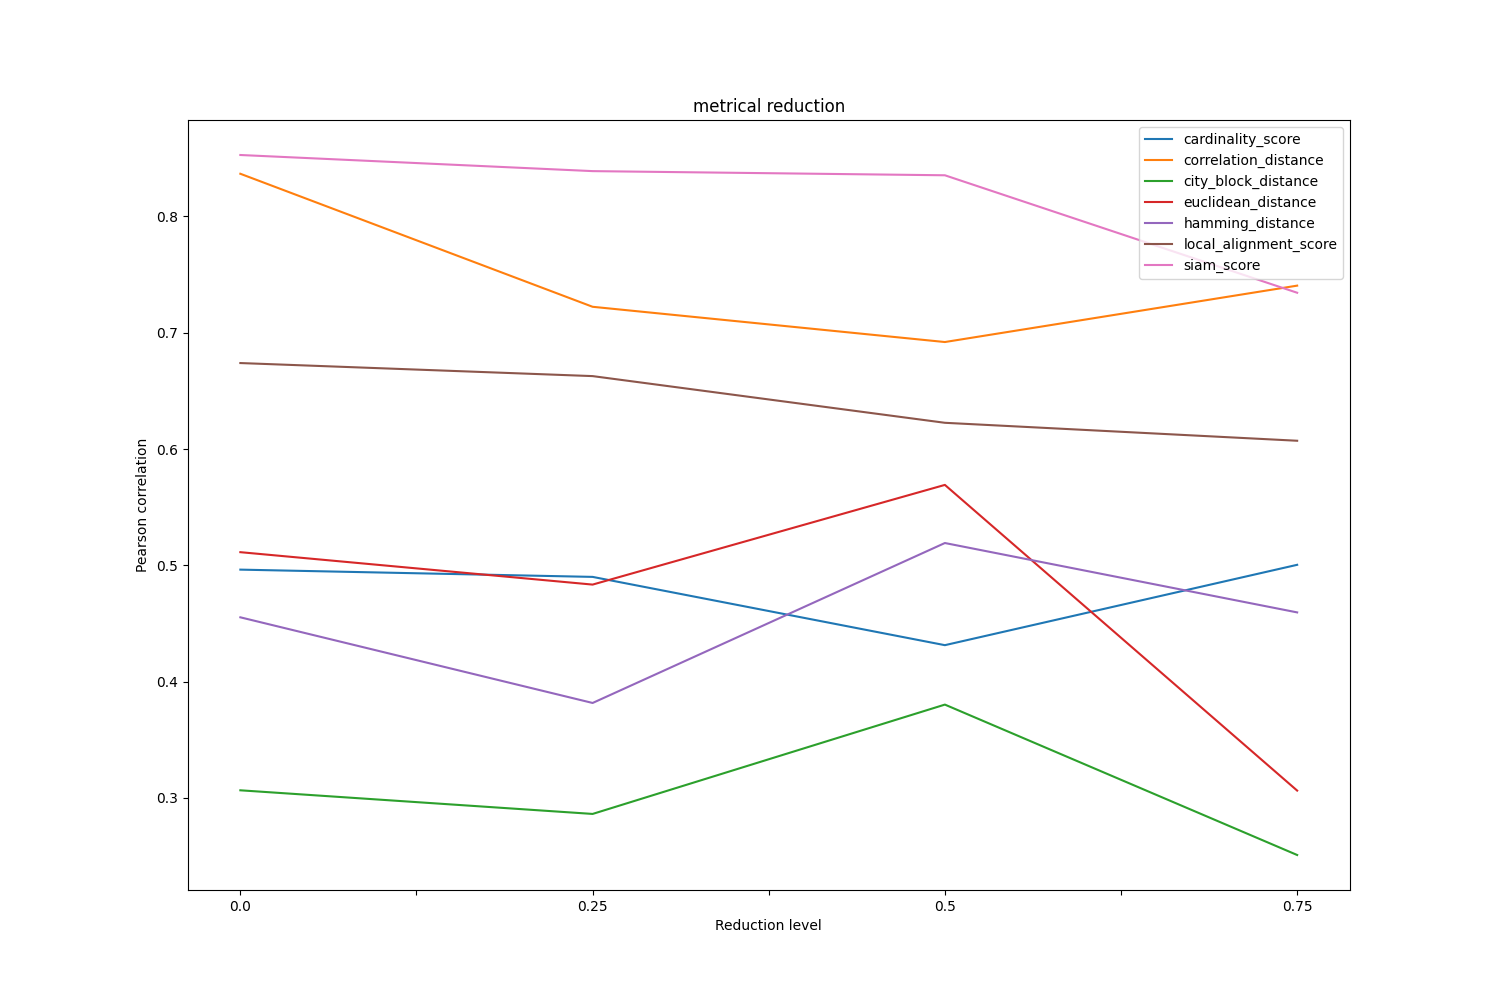 metrical reduction
cardinality_score
correlation_distance
city_block_distance
euclidean_distance
hamming_distance
local_alignment_score
siam_score
0.8
0.7
0.6
0.5
0.4
0.3
Pearson correlation
0.0 0.25 0.5 0.75
Reduction level